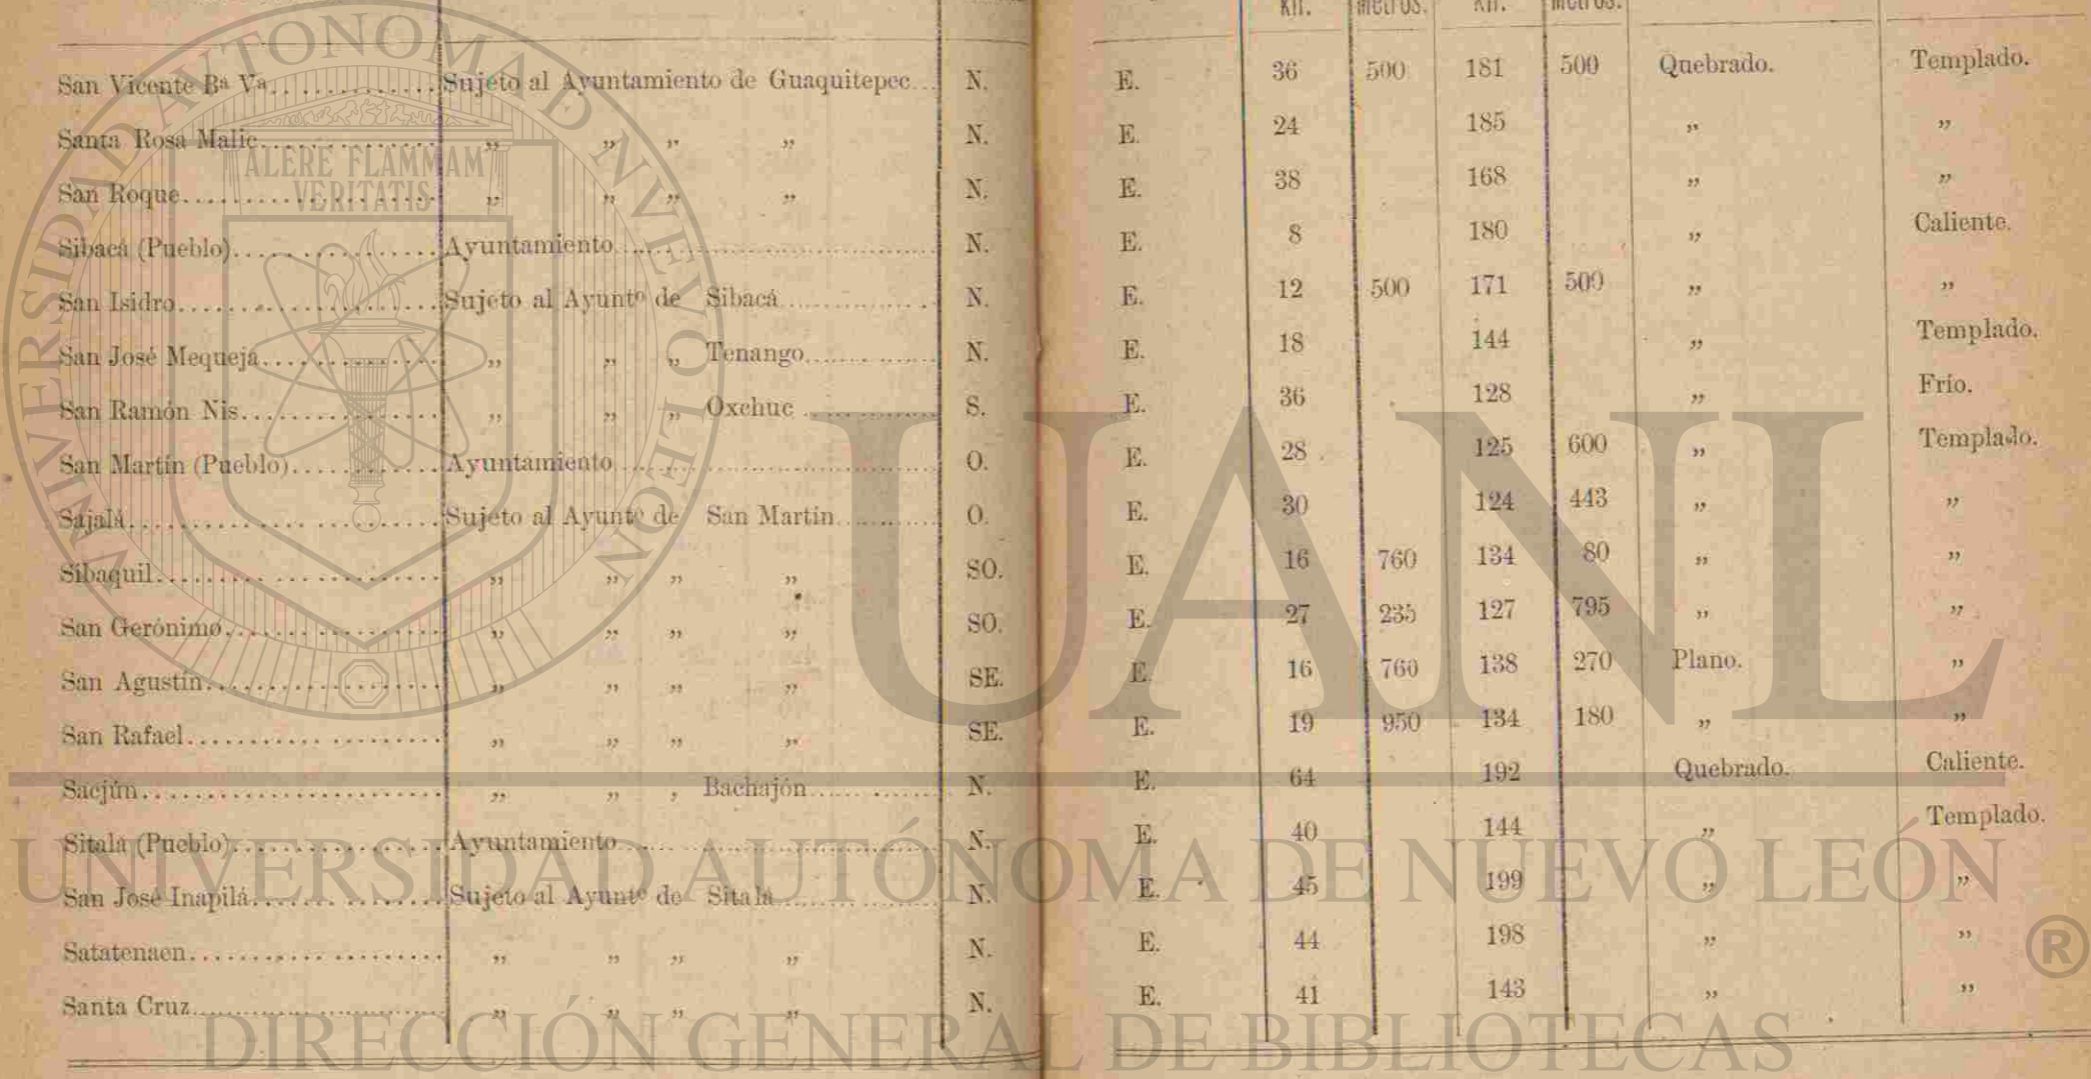 Kil. Metros. Kil. Metros.
San Vicente Bª Vª............ Sujeto al Ayuntamiento de Guaquitepec... N. E. 36 500 181 500 Quebrado. Templado.
Santa Rosa Malic.............. „ „ „ „ N. E. 24 185 „ „
San Roque..................... „ „ „ „ N. E. 38 168 „ „
Sibacá (Pueblo)................ Ayuntamiento.............................. N. E. 8 180 „ Caliente.
San Isidro..................... Sujeto al Ayuntº de Sibacá................ N. E. 12 500 171 500 „ „
San José Mequejá.............. „ „ „ Tenango.............. N. E. 18 144 „ Templado.
San Ramón Nis................ „ „ „ Oxchuc .............. S. E. 36 128 „ Frío.
San Martín (Pueblo)............ Ayuntamiento.............................. O. E. 28 125 600 „ Templado.
Sajalá......................... Sujeto al Ayuntº de San Martín........... O. E. 30 124 443 „ „
Sibaquil....................... „ „ „ „ SO. E. 16 760 134 80 „ „
San Gerónimo.................. „ „ „ „ SO. E. 27 235 127 795 „ „
San Agustín.................... „ „ „ „ SE. E. 16 760 138 270 Plano. „
San Rafael..................... „ „ „ „ SE. E. 19 950 134 180 „ „
Sacjún......................... „ „ , Bachajón............. N. E. 64 192 Quebrado. Caliente.
Sitala (Pueblo)................. Ayuntamiento.............................. N. E. 40 144 „ Templado.
San José Inapilá................ Sujeto al Ayuntº de Sitalá................ N. E. 45 199 „ „
Satatenaen..................... „ „ „ „ N. E. 44 198 „ „
Santa Cruz..................... „ „ „ „ N. E. 41 143 „ „
UNIVERSIDAD AUTONOMA DE NUEVO LEON
ALERE FLAMMAM
VERITATIS
UANL
UNIVERSIDAD AUTÓNOMA DE NUEVO LEÓN
®
DIRECCIÓN GENERAL DE BIBLIOTECAS